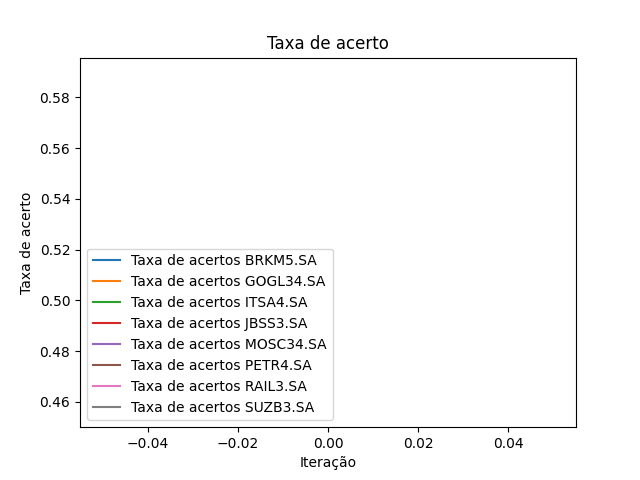 Taxa de acerto
0.58
0.56
0.54
0.52
0.50
0.48
0.46
Taxa de acerto
Taxa de acertos BRKM5.SA
Taxa de acertos GOGL34.SA
Taxa de acertos ITSA4.SA
Taxa de acertos JBSS3.SA
Taxa de acertos MOSC34.SA
Taxa de acertos PETR4.SA
Taxa de acertos RAIL3.SA
Taxa de acertos SUZB3.SA
−0.04 −0.02 0.00 0.02 0.04
Iteração